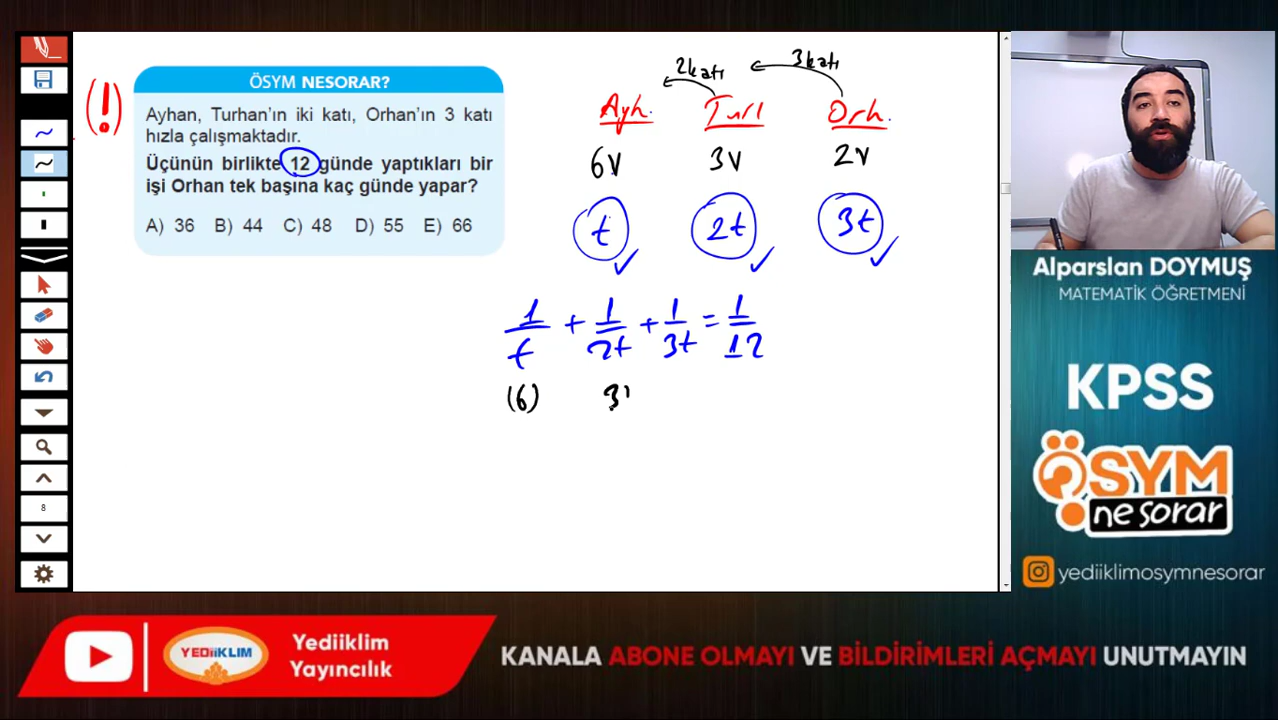 ÖSYM NESORAR?
Ayhan, Turhan'ın iki katı, Orhan'ın 3 katı
hızla çalışmaktadır.
Üçünün birlikte 12 günde yaptıkları bir
işi Orhan tek başına kaç günde yapar?
A) 36 B) 44 C) 48 D) 55 E) 66
(!)
2katı 3katı
Ayh. Turh Orh.
6v 3v 2v
t 2t 3t
1/t + 1/2t + 1/3t = 1/12
(6) 3
8
Alparslan DOYMUŞ
MATEMATİK ÖĞRETMENİ
KPSS
ÖSYM
ne sorar
yediiklimosymnesorar
YEDİİKLİM
Yediiklim
Yayıncılık
KANALA ABONE OLMAYI VE BİLDİRİMLERİ AÇMAYI UNUTMAYIN